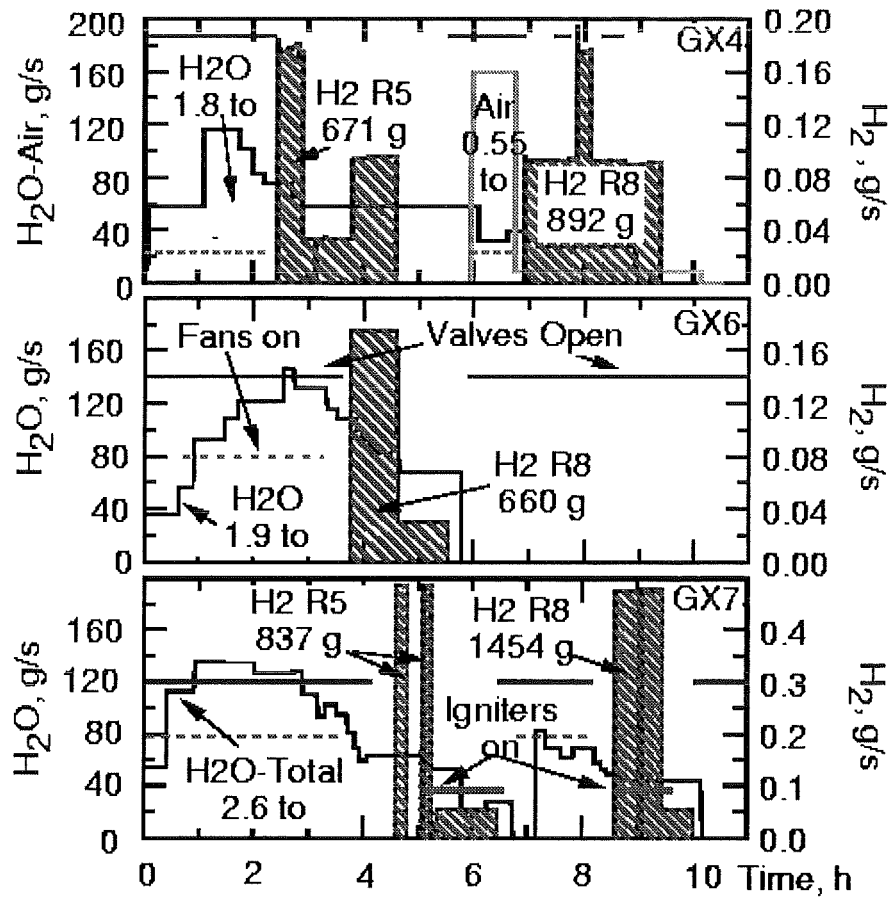 GX4
H2O-Air, g/s
200
160
120
80
40
0
H2O
1.8 to
H2 R5
671 g
Air
0.55
to
H2 R8
892 g
0.20
0.16
0.12
0.08
0.04
0.00
H2, g/s
GX6
H2O, g/s
160
120
80
40
0
Fans on
Valves Open
H2O
1.9 to
H2 R8
660 g
0.16
0.12
0.08
0.04
0.00
H2, g/s
GX7
H2O, g/s
160
120
80
40
0
H2 R5
837 g
H2 R8
1454 g
Igniters
on
H2O-Total
2.6 to
0.4
0.3
0.2
0.1
0.0
H2, g/s
0 2 4 6 8 10 Time, h